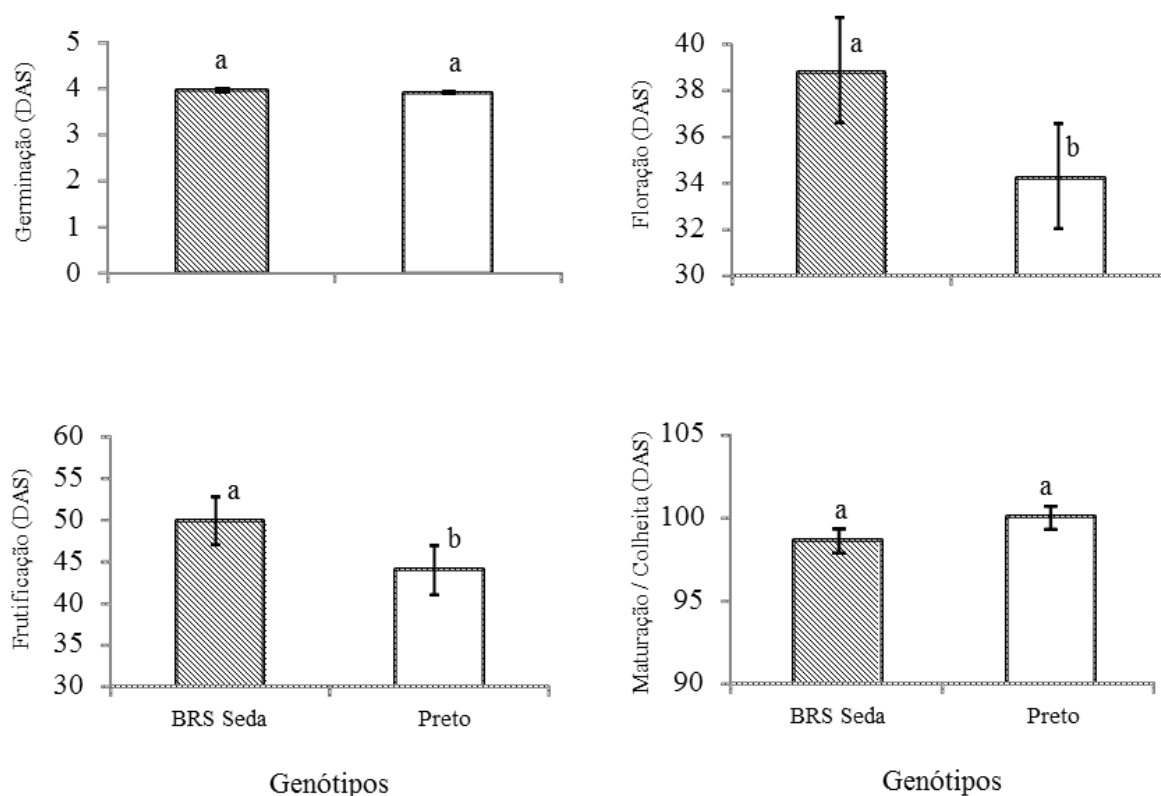 Germinação (DAS)
5
4
3
2
1
0
a
a
Floração (DAS)
40
38
36
34
32
30
a
b
Frutificação (DAS)
60
55
50
45
40
35
30
a
b
BRS Seda
Preto
Genótipos
Maturação / Colheita (DAS)
105
100
95
90
a
a
BRS Seda
Preto
Genótipos